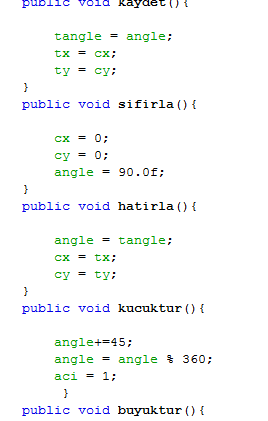 public void kaydet(){
tangle = angle;
tx = cx;
ty = cy;
}
public void sifirla(){
cx = 0;
cy = 0;
angle = 90.0f;
}
public void hatirla(){
angle = tangle;
cx = tx;
cy = ty;
}
public void kucuktur(){
angle+=45;
angle = angle % 360;
aci = 1;
}
public void buyuktur(){